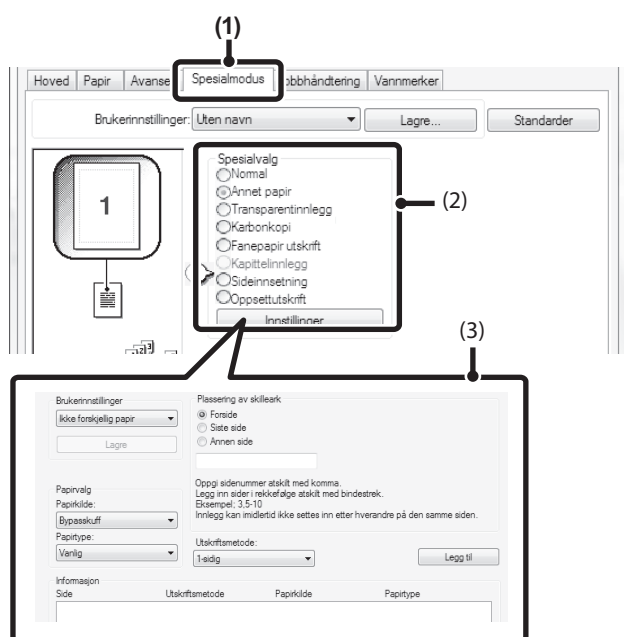 (1)
Hoved Papir Avanse Spesialmodus obbhåndtering Vannmerker
Brukerinnstillinger: Uten navn Lagre... Standarder
Spesialvalg
Normal
1
Annet papir
(2)
Transparentinnlegg
Karbonkopi
Fanepapir utskrift
Kapittelinnlegg
Sideinnsetning
Oppsettutskrift
Innstillinger
(3)
Brukerinnstillinger
Ikke forskjellig papir
Lagre
Plassering av skilleark
Forside
Siste side
Annen side
Oppgi sidenummer atskilt med komma.
Legg inn sider i rekkefølge atskilt med bindestrek.
Eksempel; 3,5-10
Innlegg kan imidlertid ikke settes inn etter hverandre på den samme siden.
Papirvalg
Papirkilde:
Bypasskuff
Papirtype:
Vanlig
Utskriftsmetode:
1-sidig
Legg til
Informasjon
Side Utskriftsmetode Papirkilde Papirtype